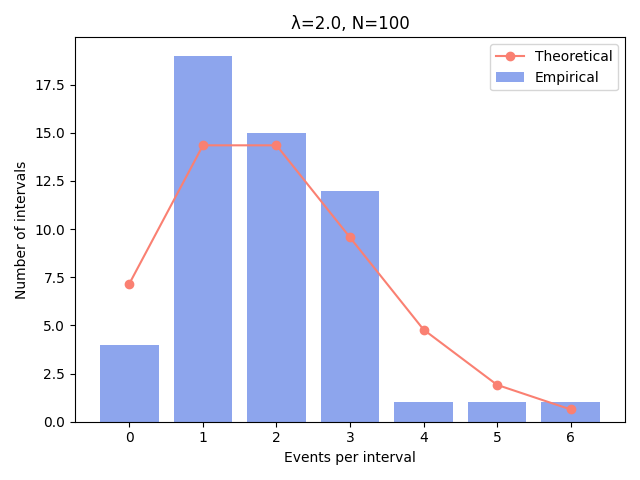 λ=2.0, N=100
Theoretical
Empirical
Number of intervals
17.5
15.0
12.5
10.0
7.5
5.0
2.5
0.0
0 1 2 3 4 5 6
Events per interval